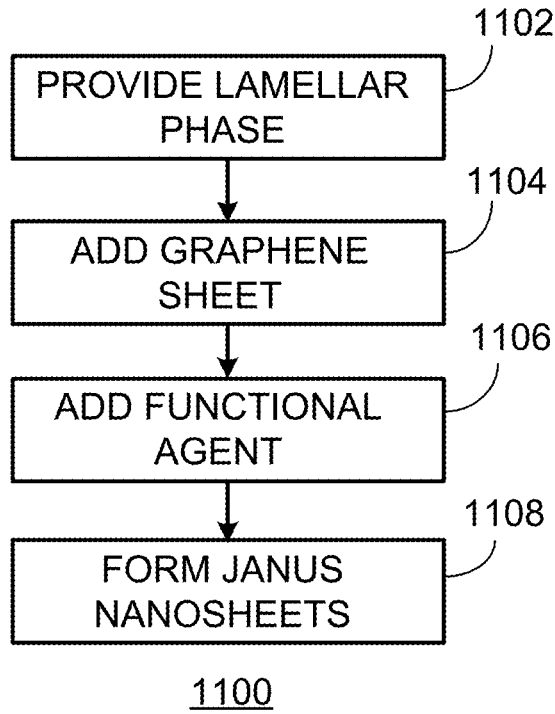 1102
PROVIDE LAMELLAR
PHASE
1104
ADD GRAPHENE
SHEET
1106
ADD FUNCTIONAL
AGENT
1108
FORM JANUS
NANOSHEETS
1100